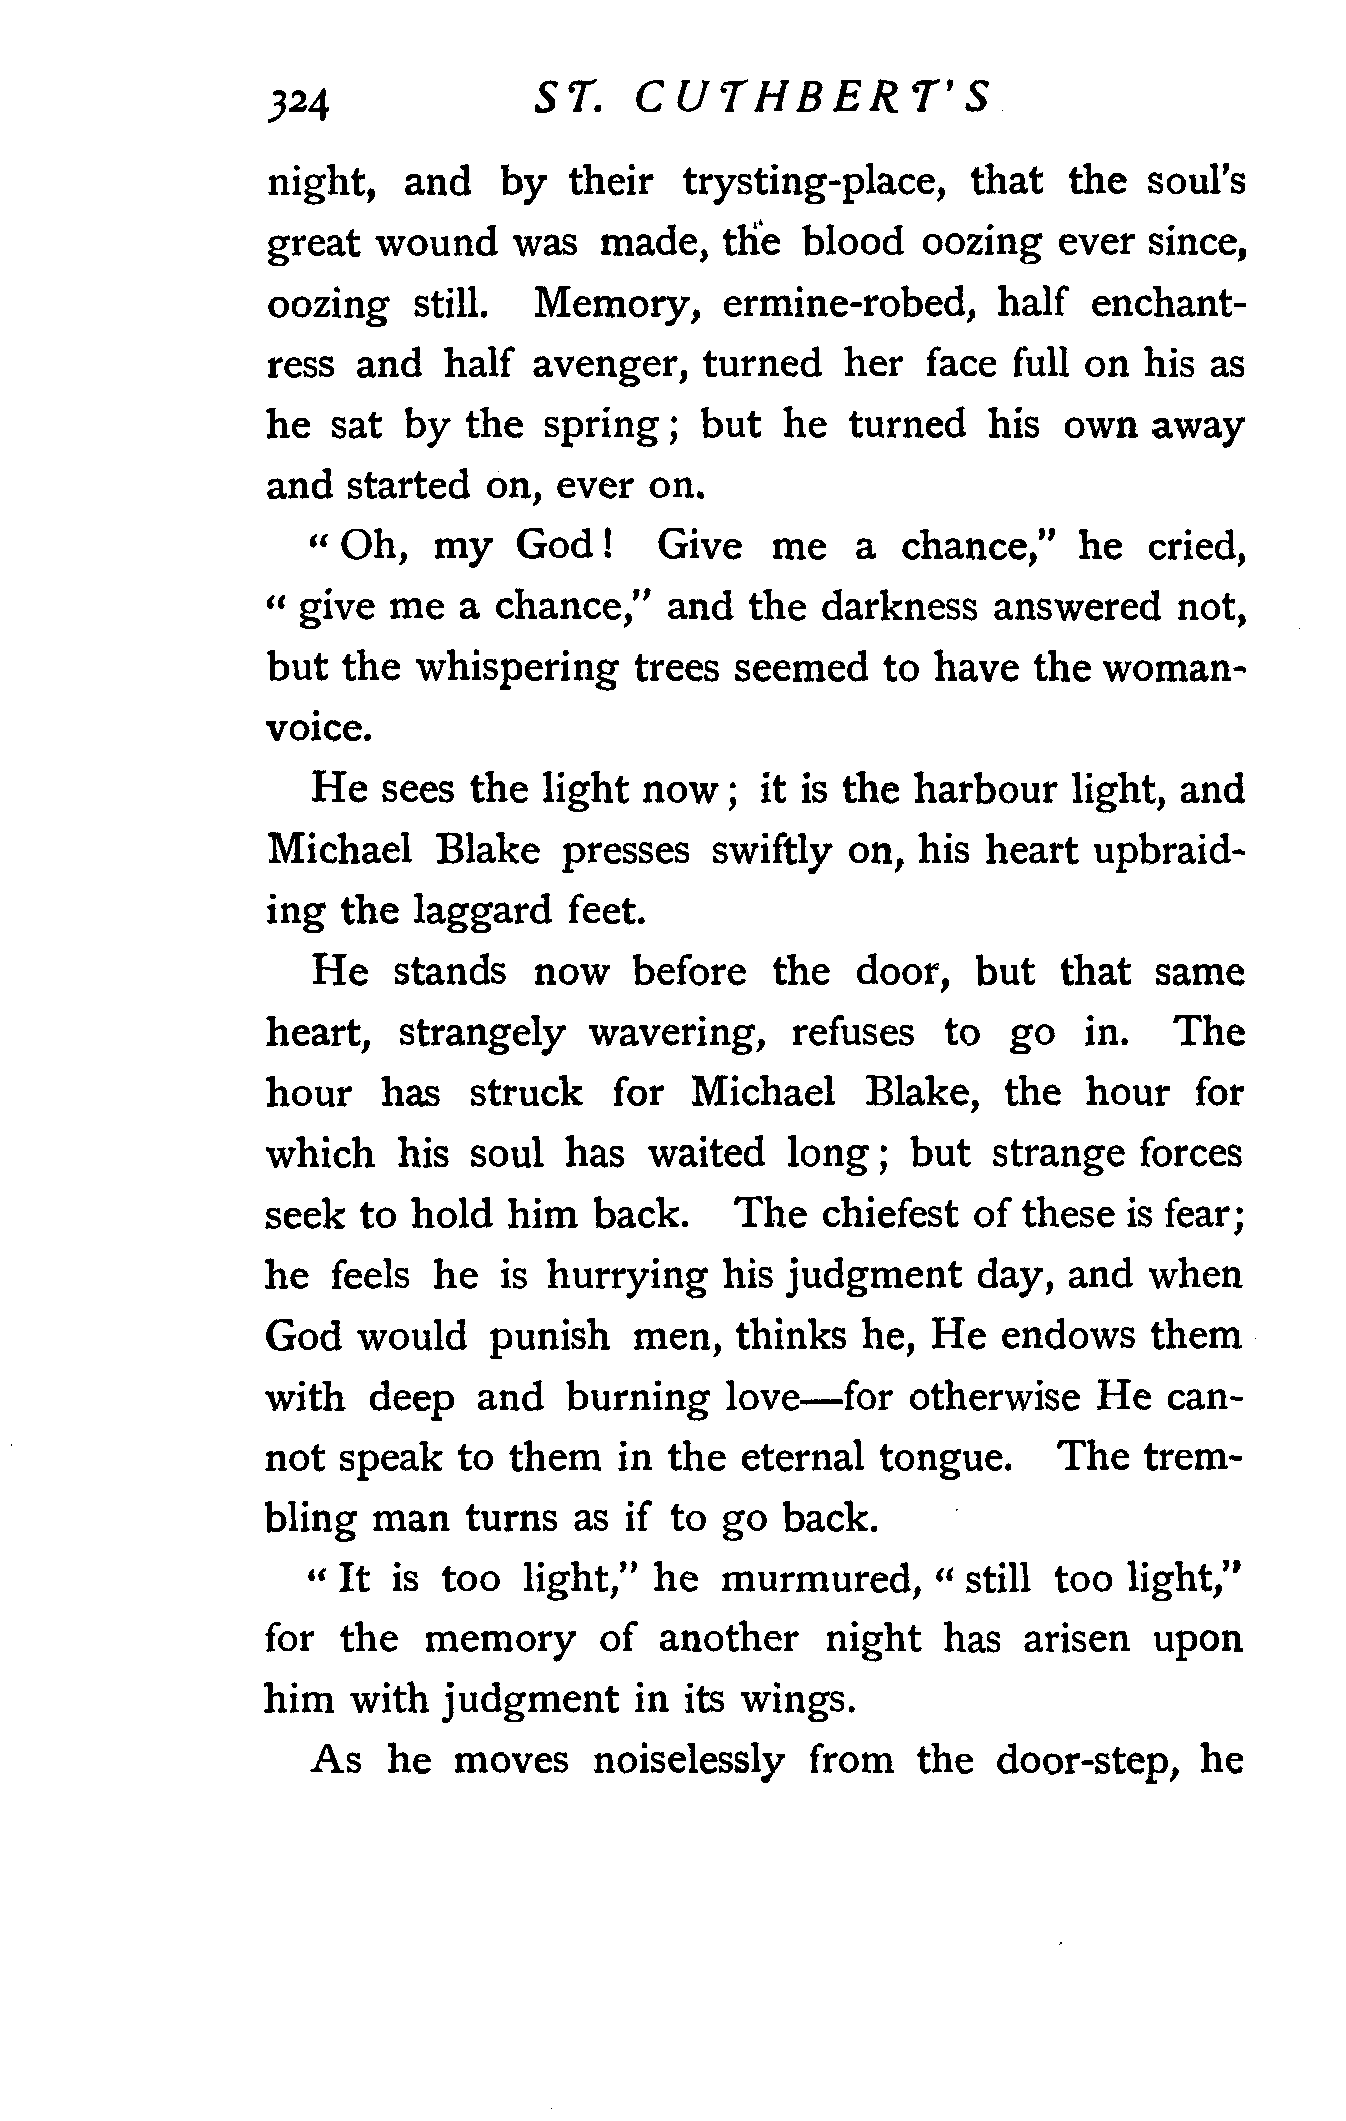 324 ST. CUTHBERT'S
night, and by their trysting-place, that the soul's
great wound was made, the blood oozing ever since,
oozing still. Memory, ermine-robed, half enchant-
ress and half avenger, turned her face full on his as
he sat by the spring; but he turned his own away
and started on, ever on.
"Oh, my God! Give me a chance," he cried,
"give me a chance," and the darkness answered not,
but the whispering trees seemed to have the woman-
voice.
He sees the light now; it is the harbour light, and
Michael Blake presses swiftly on, his heart upbraid-
ing the laggard feet.
He stands now before the door, but that same
heart, strangely wavering, refuses to go in. The
hour has struck for Michael Blake, the hour for
which his soul has waited long; but strange forces
seek to hold him back. The chiefest of these is fear;
he feels he is hurrying his judgment day, and when
God would punish men, thinks he, He endows them
with deep and burning love—for otherwise He can-
not speak to them in the eternal tongue. The trem-
bling man turns as if to go back.
"It is too light," he murmured, "still too light,"
for the memory of another night has arisen upon
him with judgment in its wings.
As he moves noiselessly from the door-step, he